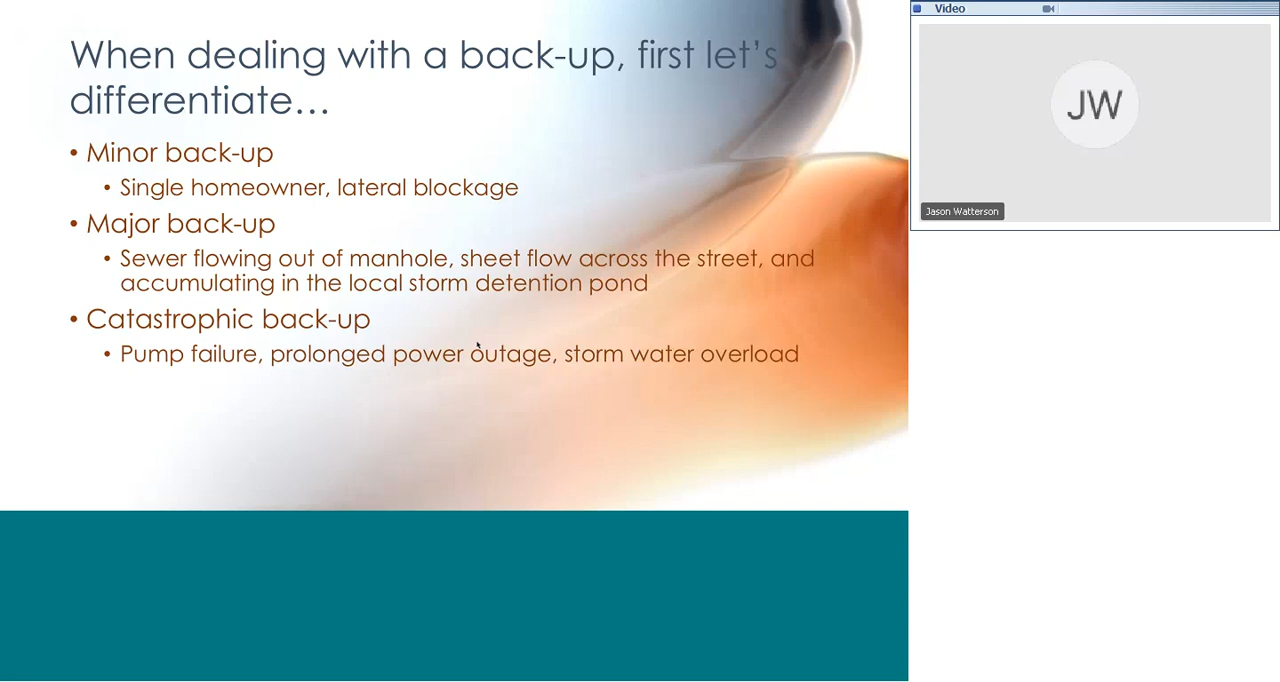 When dealing with a back-up, first let’s
differentiate…
• Minor back-up
• Single homeowner, lateral blockage
• Major back-up
• Sewer flowing out of manhole, sheet flow across the street, and
accumulating in the local storm detention pond
• Catastrophic back-up
• Pump failure, prolonged power outage, storm water overload
Video
JW
Jason Watterson